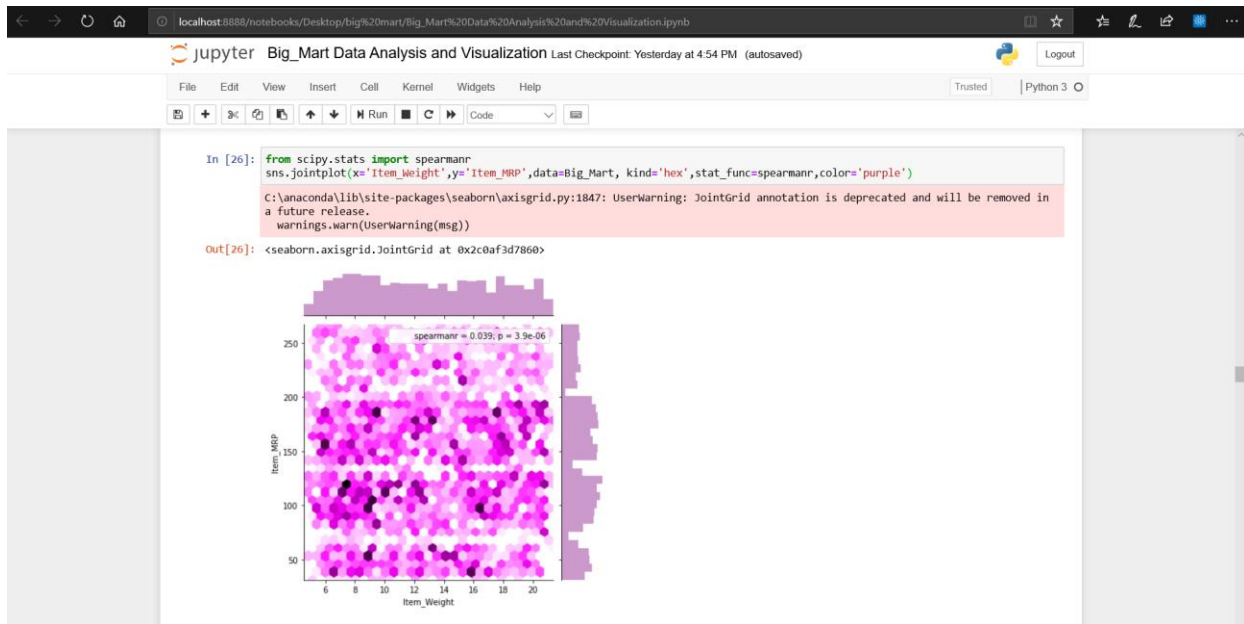 localhost:8888/notebooks/Desktop/big%20mart/Big_Mart%20Data%20Analysis%20and%20Visualization.ipynb
jupyter Big_Mart Data Analysis and Visualization Last Checkpoint: Yesterday at 4:54 PM (autosaved) Logout
File Edit View Insert Cell Kernel Widgets Help Trusted Python 3
Run Code
In [26]: from scipy.stats import spearmanr
sns.jointplot(x='Item_Weight',y='Item_MRP',data=Big_Mart, kind='hex',stat_func=spearmanr,color='purple')
C:\anaconda\lib\site-packages\seaborn\axisgrid.py:1847: UserWarning: JointGrid annotation is deprecated and will be removed in
a future release.
warnings.warn(UserWarning(msg))
Out[26]: <seaborn.axisgrid.JointGrid at 0x2c0af3d7860>
spearmanr = 0.039; p = 3.9e-06
250
200
150
100
50
Item_MRP
6 8 10 12 14 16 18 20
Item_Weight